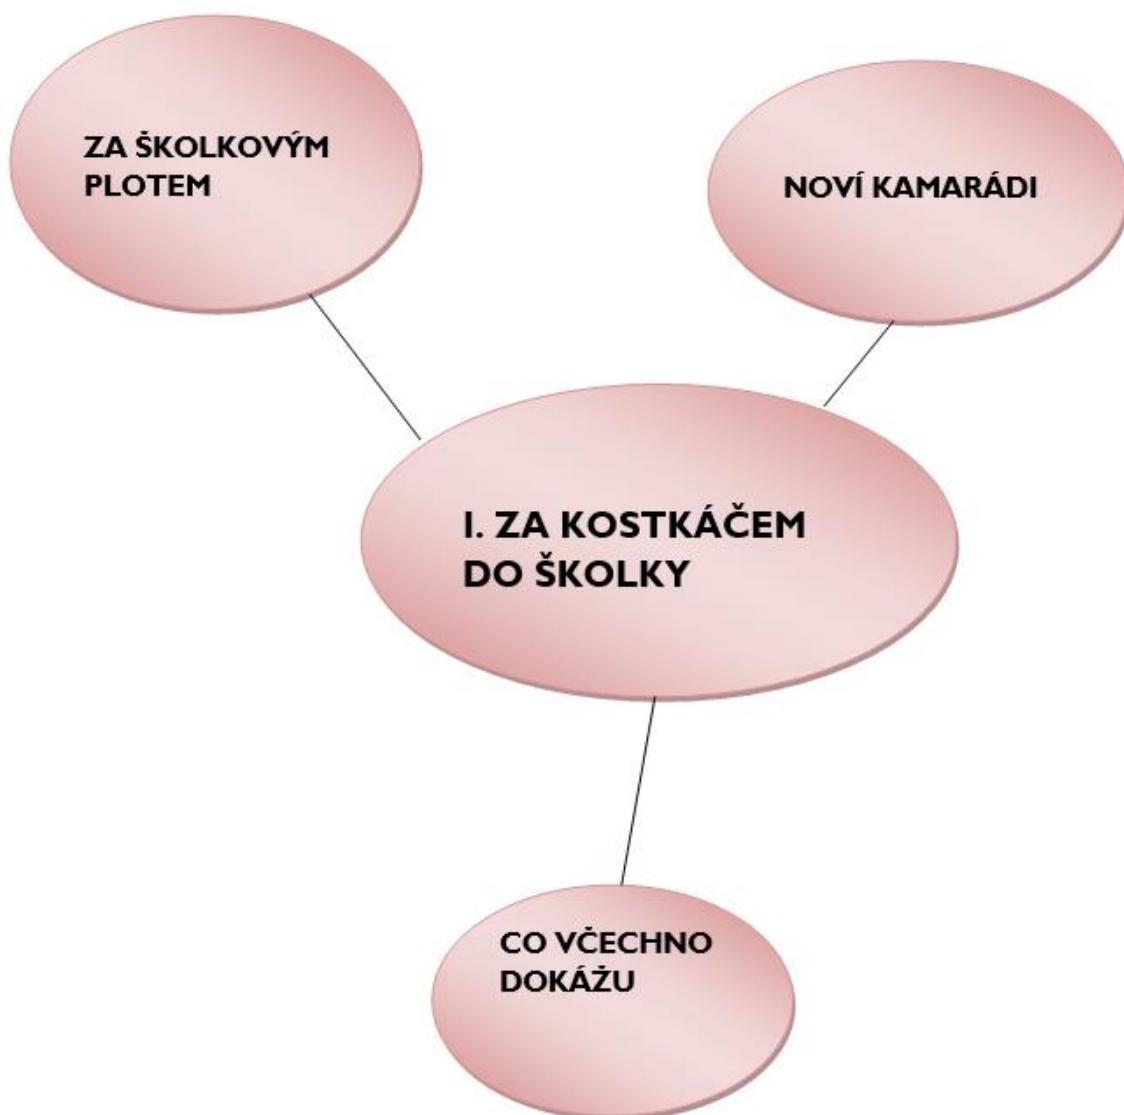 ZA ŠKOLKOVÝM
PLOTEM
NOVÍ KAMARÁDI
I. ZA KOSTKÁČEM
DO ŠKOLKY
CO VČECHNO
DOKÁŽU